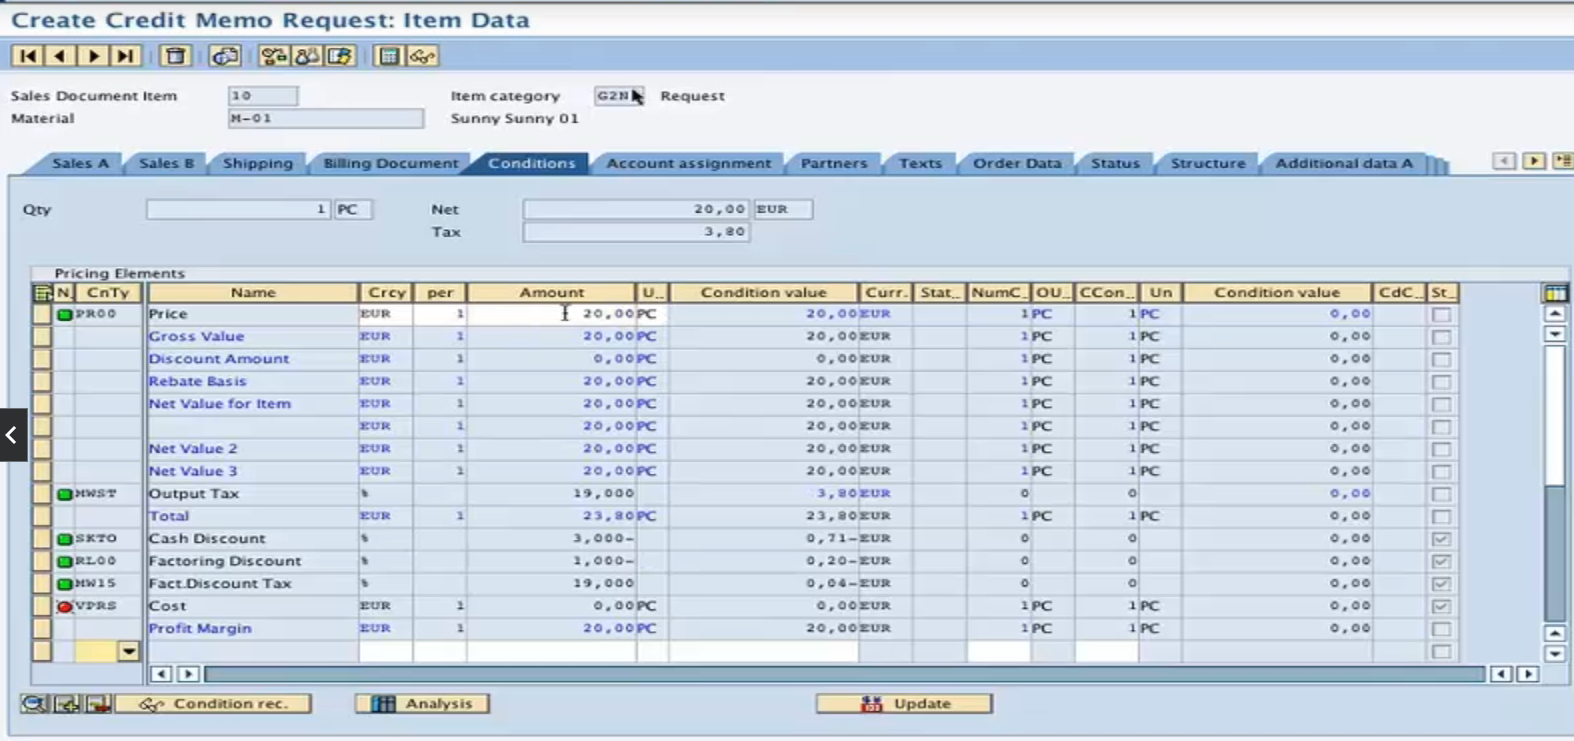 Create Credit Memo Request: Item Data
Sales Document Item 10 Item category G2N Request
Material M-01 Sunny Sunny 01
Sales A Sales B Shipping Billing Document Conditions Account assignment Partners Texts Order Data Status Structure Additional data A
Qty 1 PC Net 20,00 EUR
Tax 3,80
Pricing Elements
N. CnTy Name Crcy per Amount U.. Condition value Curr. Stat.. NumC.. OU.. CCon.. Un Condition value CdC.. St..
PR00 Price EUR 1 20,00 PC 20,00 EUR 1 PC 1 PC 0,00
Gross Value EUR 1 20,00 PC 20,00 EUR 1 PC 1 PC 0,00
Discount Amount EUR 1 0,00 PC 0,00 EUR 1 PC 1 PC 0,00
Rebate Basis EUR 1 20,00 PC 20,00 EUR 1 PC 1 PC 0,00
Net Value for Item EUR 1 20,00 PC 20,00 EUR 1 PC 1 PC 0,00
EUR 1 20,00 PC 20,00 EUR 1 PC 1 PC 0,00
Net Value 2 EUR 1 20,00 PC 20,00 EUR 1 PC 1 PC 0,00
Net Value 3 EUR 1 20,00 PC 20,00 EUR 1 PC 1 PC 0,00
MWST Output Tax % 19,000 3,80 EUR 0 0 0,00
Total EUR 1 23,80 PC 23,80 EUR 1 PC 1 PC 0,00
SKTO Cash Discount % 3,000- 0,71- EUR 0 0 0,00
RL00 Factoring Discount % 1,000- 0,20- EUR 0 0 0,00
MW15 Fact.Discount Tax % 19,000 0,04- EUR 0 0 0,00
VPRS Cost EUR 1 0,00 PC 0,00 EUR 1 PC 1 PC 0,00
Profit Margin EUR 1 20,00 PC 20,00 EUR 1 PC 1 PC 0,00
Condition rec. Analysis Update